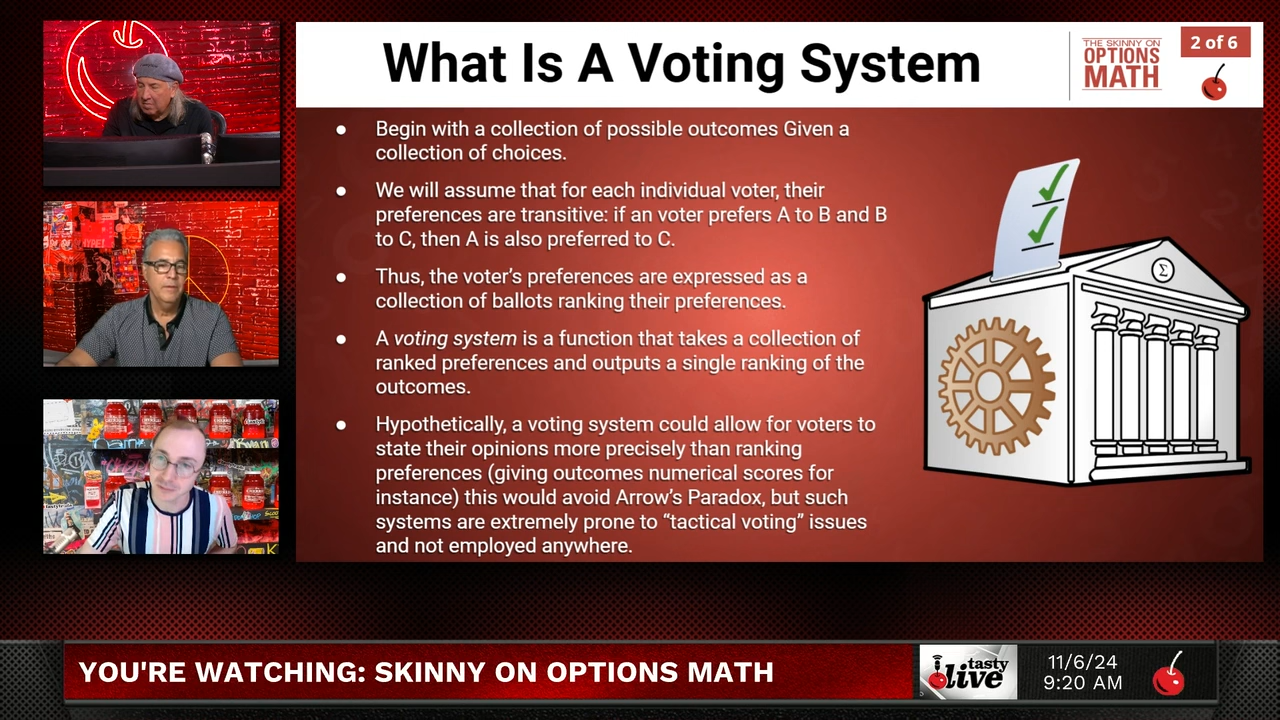 What Is A Voting System
THE SKINNY ON
OPTIONS
MATH
2 of 6
● Begin with a collection of possible outcomes Given a
collection of choices.
● We will assume that for each individual voter, their
preferences are transitive: if an voter prefers A to B and B
to C, then A is also preferred to C.
● Thus, the voter’s preferences are expressed as a
collection of ballots ranking their preferences.
● A voting system is a function that takes a collection of
ranked preferences and outputs a single ranking of the
outcomes.
● Hypothetically, a voting system could allow for voters to
state their opinions more precisely than ranking
preferences (giving outcomes numerical scores for
instance) this would avoid Arrow’s Paradox, but such
systems are extremely prone to “tactical voting” issues
and not employed anywhere.
Σ
YOU'RE WATCHING: SKINNY ON OPTIONS MATH
tasty
live
11/6/24
9:20 AM